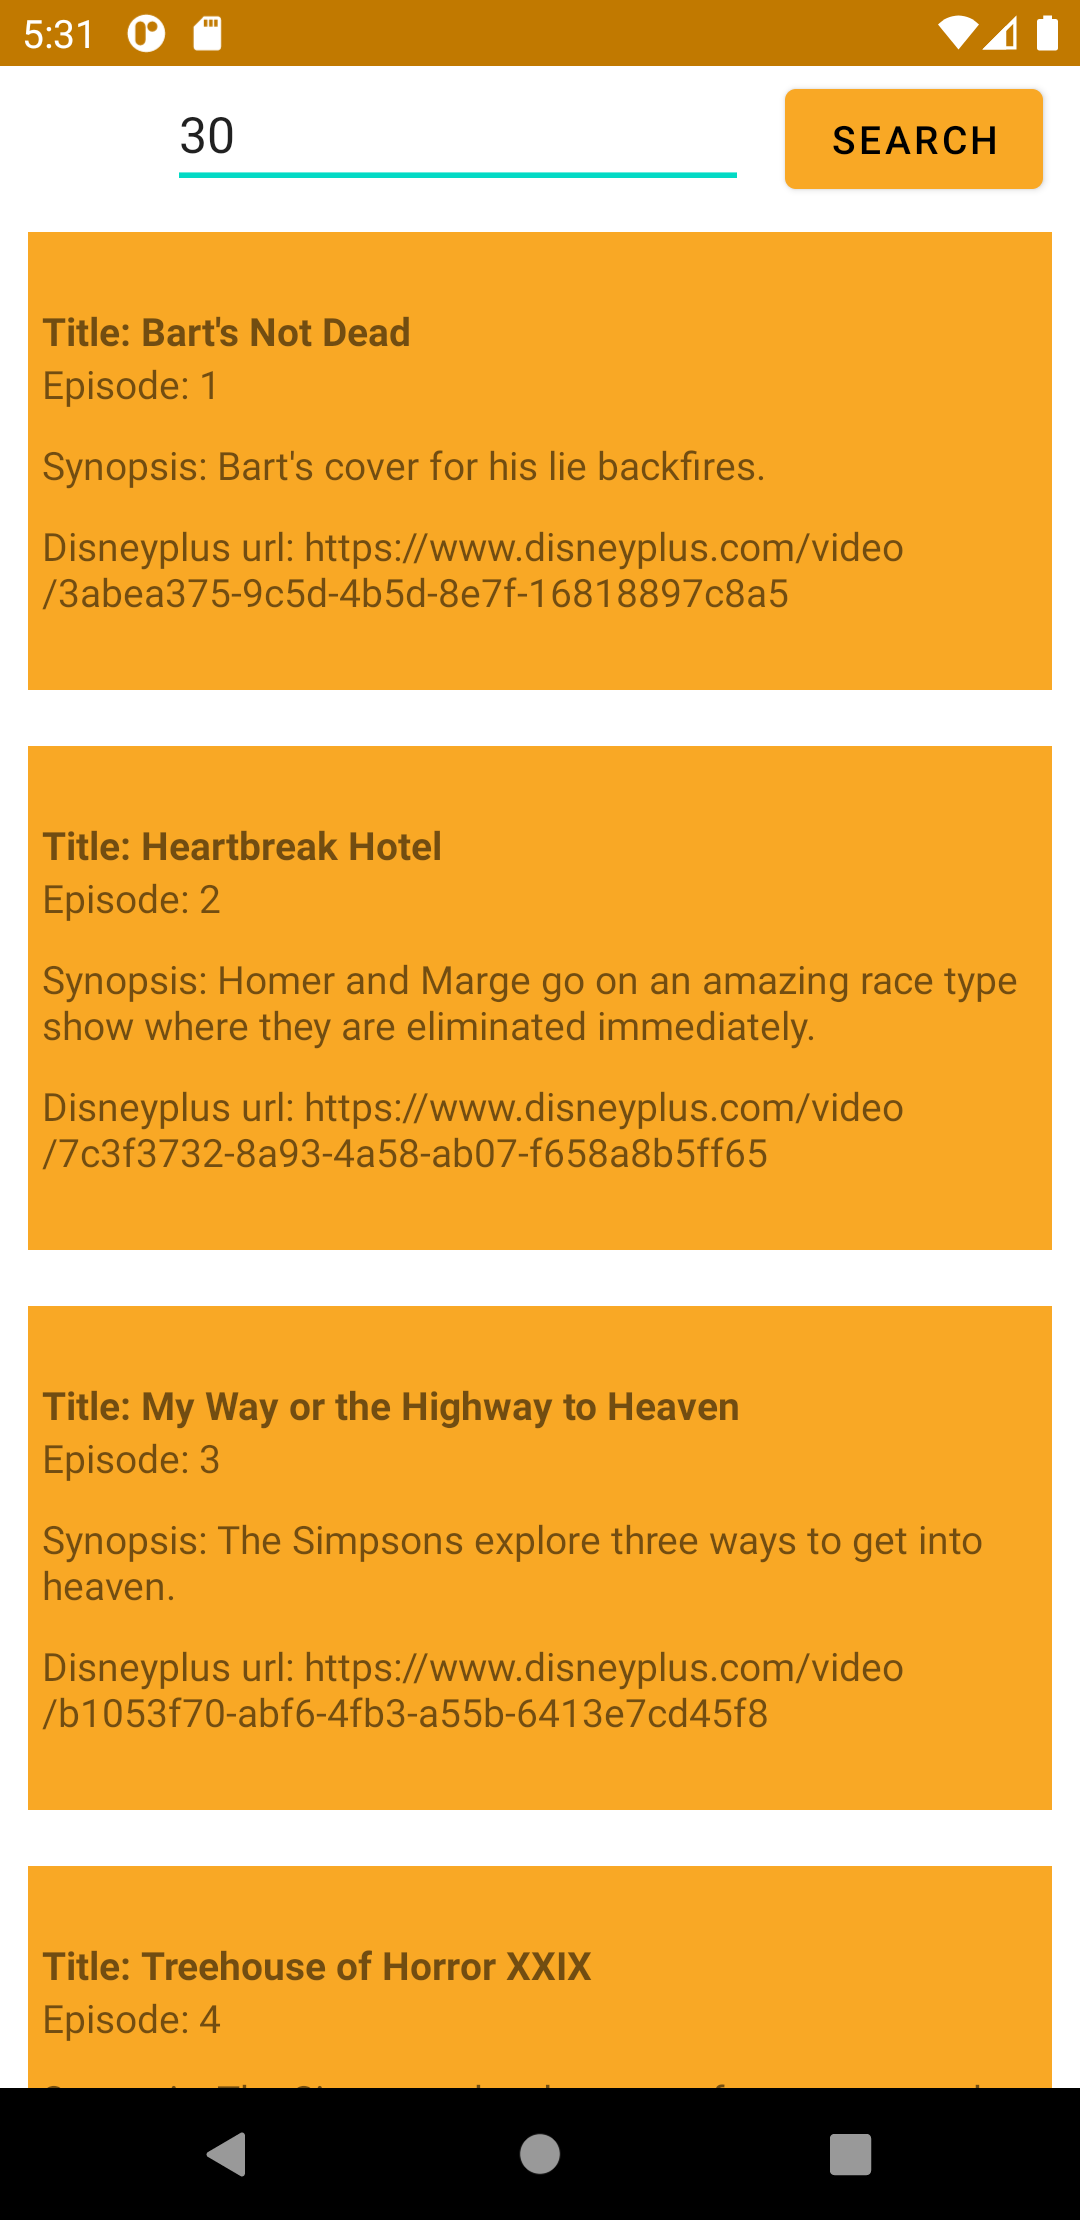 5:31
30
SEARCH
Title: Bart's Not Dead
Episode: 1
Synopsis: Bart's cover for his lie backfires.
Disneyplus url: https://www.disneyplus.com/video
/3abea375-9c5d-4b5d-8e7f-16818897c8a5
Title: Heartbreak Hotel
Episode: 2
Synopsis: Homer and Marge go on an amazing race type
show where they are eliminated immediately.
Disneyplus url: https://www.disneyplus.com/video
/7c3f3732-8a93-4a58-ab07-f658a8b5ff65
Title: My Way or the Highway to Heaven
Episode: 3
Synopsis: The Simpsons explore three ways to get into
heaven.
Disneyplus url: https://www.disneyplus.com/video
/b1053f70-abf6-4fb3-a55b-6413e7cd45f8
Title: Treehouse of Horror XXIX
Episode: 4